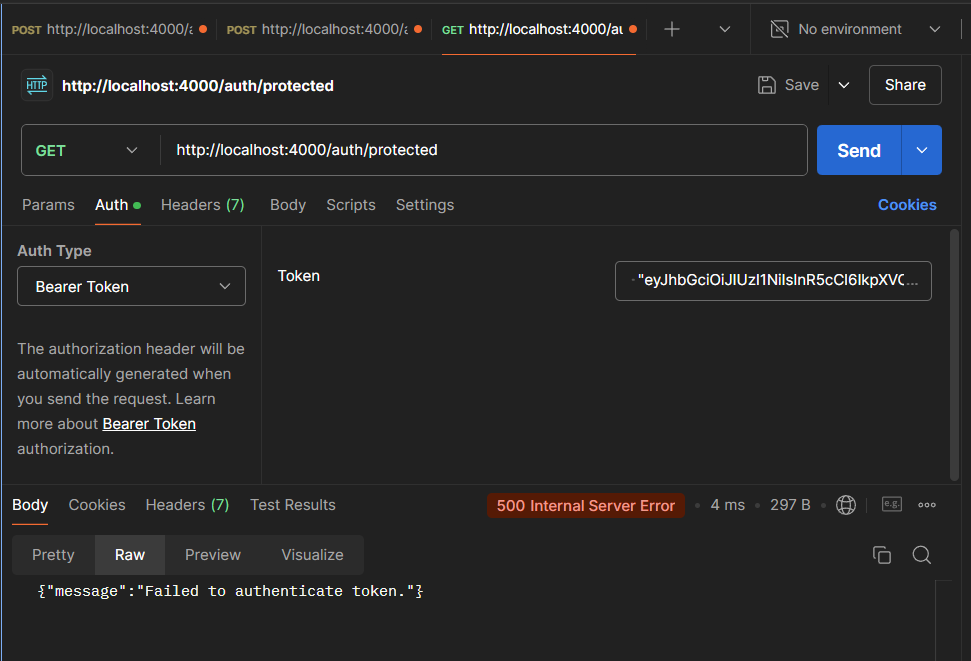 POST http://localhost:4000/a POST http://localhost:4000/a GET http://localhost:4000/au No environment
HTTP http://localhost:4000/auth/protected Save Share
GET http://localhost:4000/auth/protected Send
Params Auth Headers (7) Body Scripts Settings Cookies
Auth Type
Bearer Token
Token "eyJhbGciOiJIUzI1NiIsInR5cCI6IkpXVC...
The authorization header will be
automatically generated when
you send the request. Learn
more about Bearer Token
authorization.
Body Cookies Headers (7) Test Results 500 Internal Server Error 4 ms 297 B e.g.
Pretty Raw Preview Visualize
{"message":"Failed to authenticate token."}